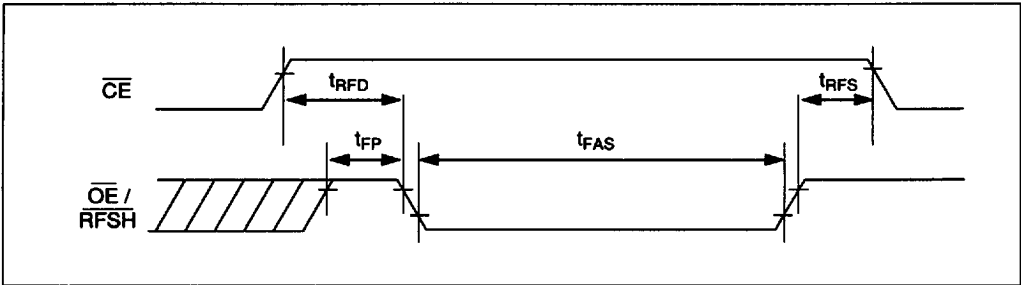 CE
tRFD
tRFS
tFP
tFAS
OE /
RFSH